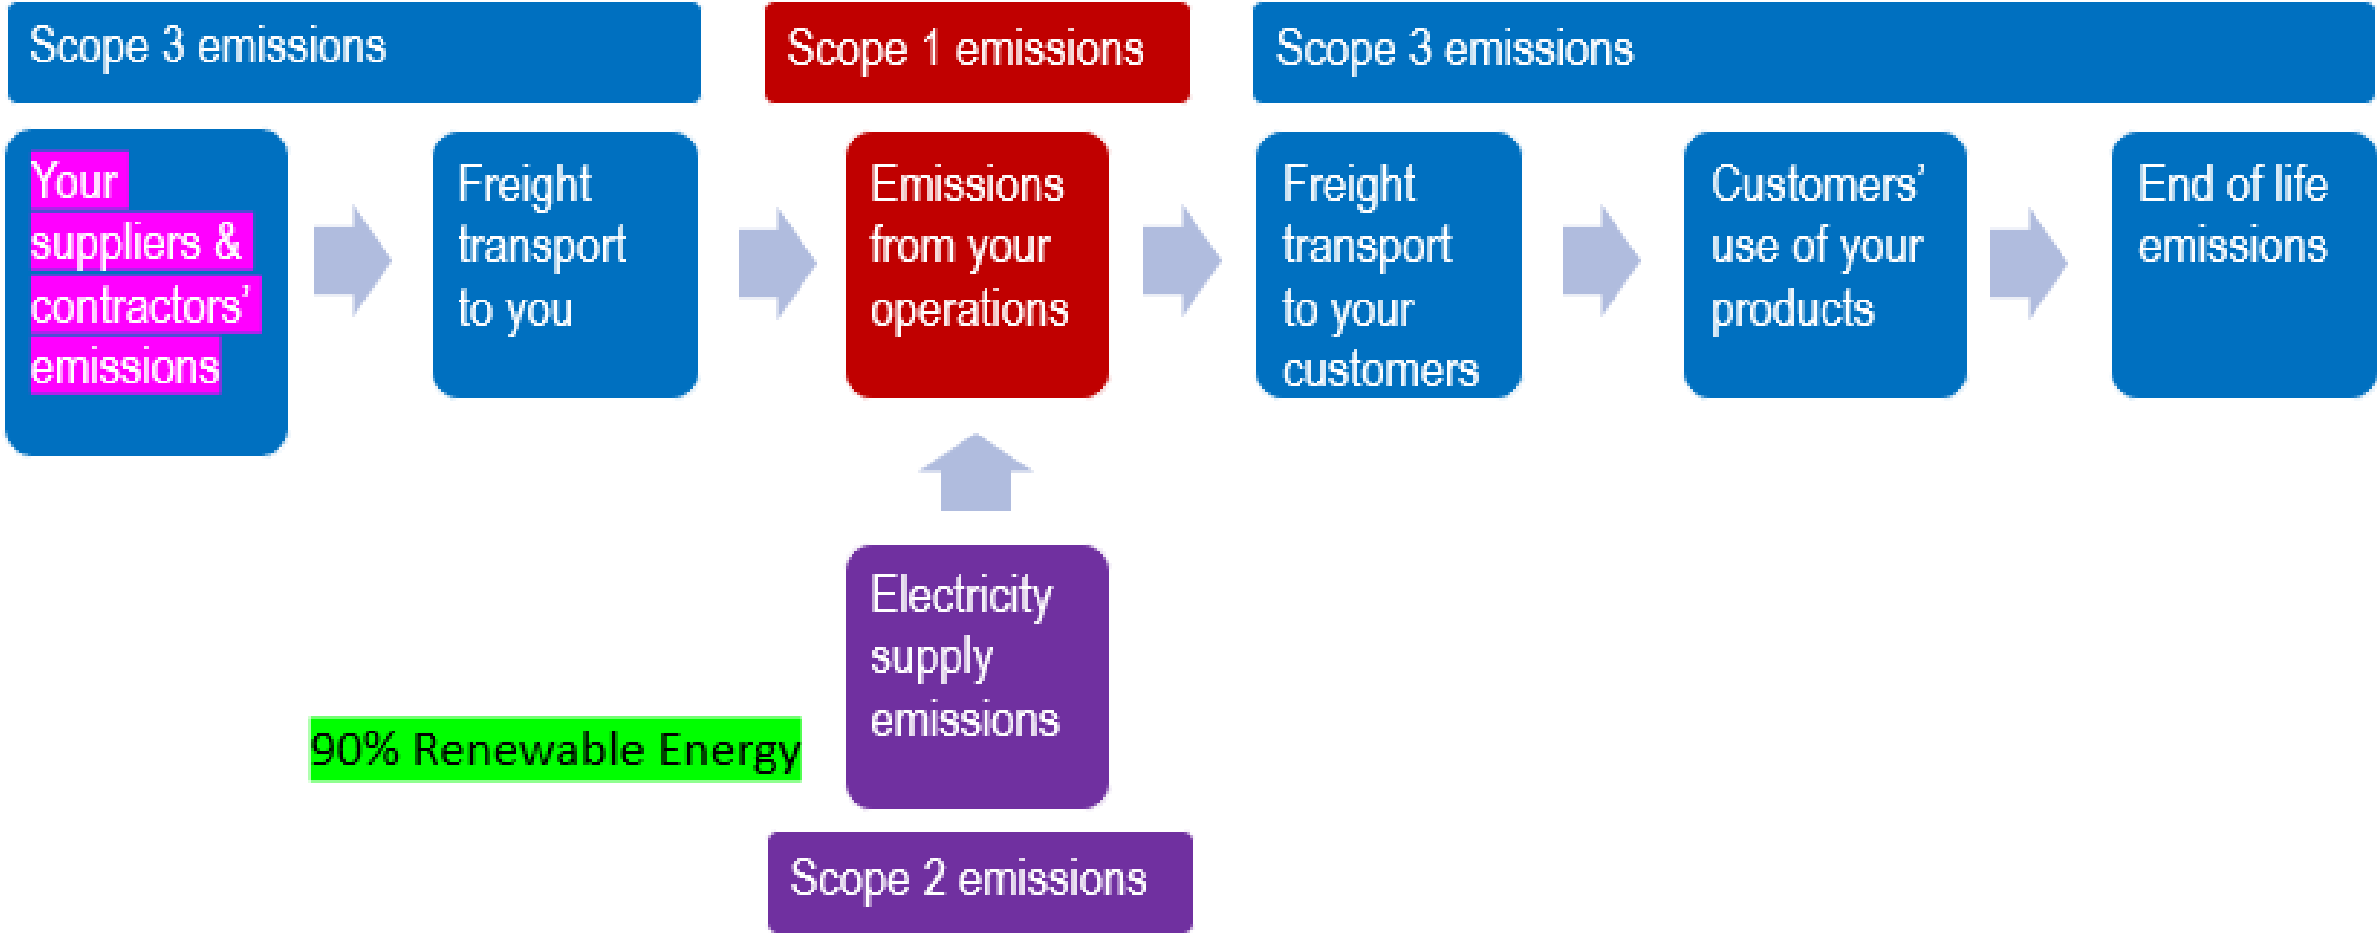 Scope 3 emissions
Scope 1 emissions
Scope 3 emissions
Your
suppliers &
contractors’
emissions
Freight
transport
to you
Emissions
from your
operations
Freight
transport
to your
customers
Customers’
use of your
products
End of life
emissions
Electricity
supply
emissions
90% Renewable Energy
Scope 2 emissions